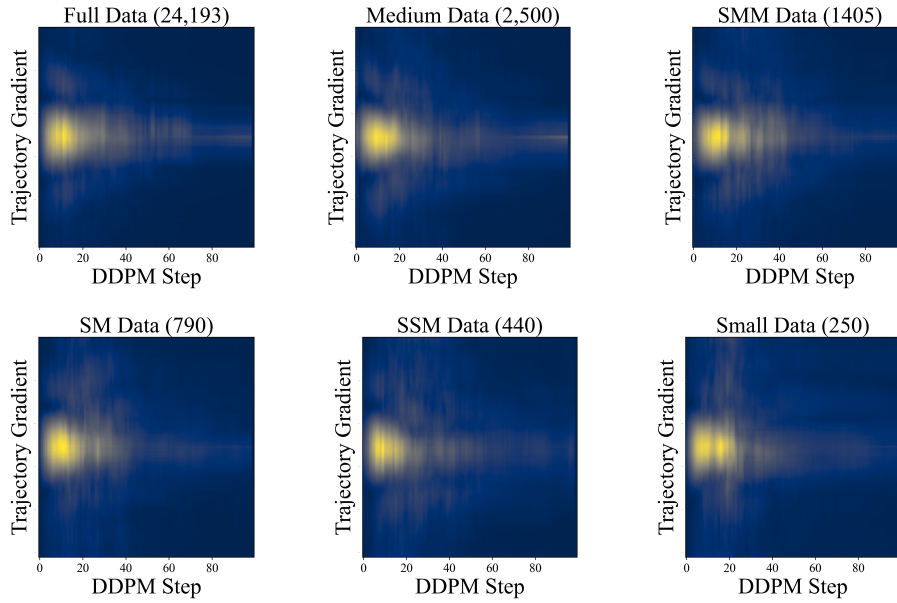 Full Data (24,193)
Trajectory Gradient
0 20 40 60 80
DDPM Step
Medium Data (2,500)
Trajectory Gradient
0 20 40 60 80
DDPM Step
SMM Data (1405)
Trajectory Gradient
0 20 40 60 80
DDPM Step
SM Data (790)
Trajectory Gradient
0 20 40 60 80
DDPM Step
SSM Data (440)
Trajectory Gradient
0 20 40 60 80
DDPM Step
Small Data (250)
Trajectory Gradient
0 20 40 60 80
DDPM Step